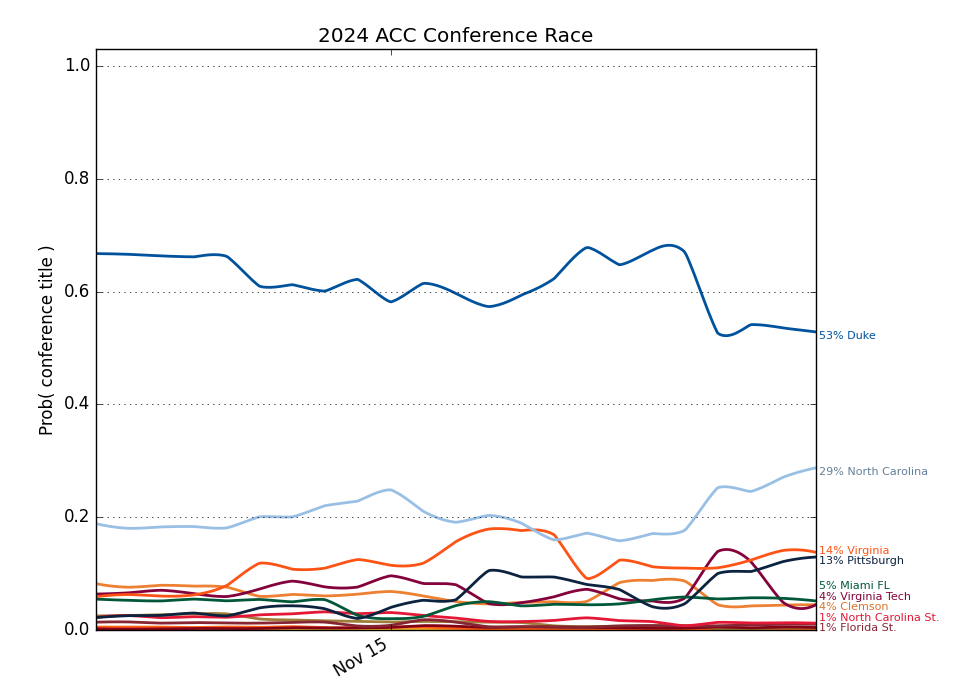 2024 ACC Conference Race
Prob( conference title )
1.0
0.8
0.6
0.4
0.2
0.0
Nov 15
53% Duke
29% North Carolina
14% Virginia
13% Pittsburgh
5% Miami FL
4% Virginia Tech
4% Clemson
1% North Carolina St.
1% Florida St.